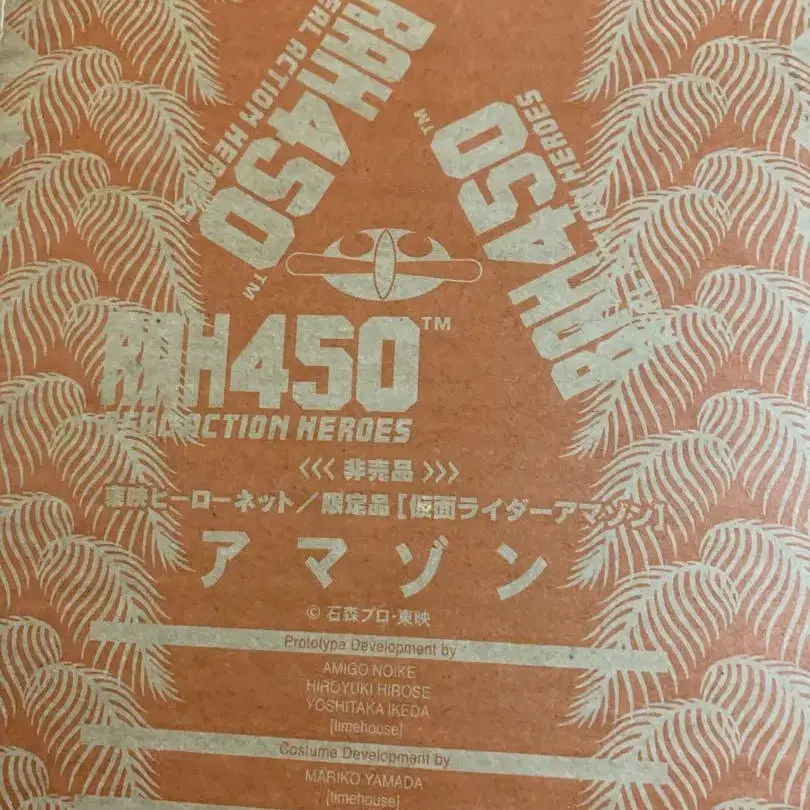 RAH450™
REAL ACTION HEROES
RAH450™
REAL ACTION HEROES
RAH450™
REAL ACTION HEROES
<<< 非売品 >>>
東映ヒーローネット／限定品 [仮面ライダーアマゾン]
アマゾン
© 石森プロ・東映
Prototype Development by
AMIGO NOIKE
HIROYUKI HIROSE
YOSHITAKA IKEDA
[timehouse]
Costume Development by
MARIKO YAMADA
[timehouse]